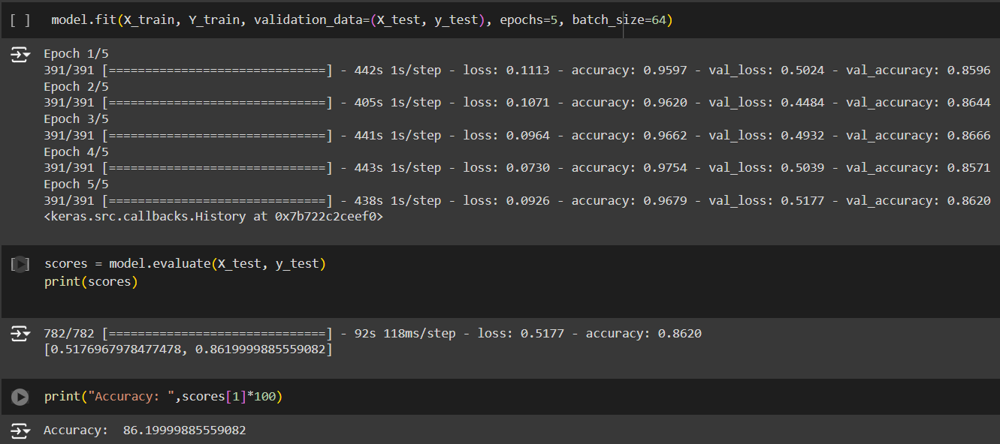 [ ] model.fit(X_train, Y_train, validation_data=(X_test, y_test), epochs=5, batch_size=64)
Epoch 1/5
391/391 [==============================] - 442s 1s/step - loss: 0.1113 - accuracy: 0.9597 - val_loss: 0.5024 - val_accuracy: 0.8596
Epoch 2/5
391/391 [==============================] - 405s 1s/step - loss: 0.1071 - accuracy: 0.9620 - val_loss: 0.4484 - val_accuracy: 0.8644
Epoch 3/5
391/391 [==============================] - 441s 1s/step - loss: 0.0964 - accuracy: 0.9662 - val_loss: 0.4932 - val_accuracy: 0.8666
Epoch 4/5
391/391 [==============================] - 443s 1s/step - loss: 0.0730 - accuracy: 0.9754 - val_loss: 0.5039 - val_accuracy: 0.8571
Epoch 5/5
391/391 [==============================] - 438s 1s/step - loss: 0.0926 - accuracy: 0.9679 - val_loss: 0.5177 - val_accuracy: 0.8620
<keras.src.callbacks.History at 0x7b722c2ceef0>
[ ] scores = model.evaluate(X_test, y_test)
print(scores)
782/782 [==============================] - 92s 118ms/step - loss: 0.5177 - accuracy: 0.8620
[0.5176967978477478, 0.8619999885559082]
print("Accuracy: ",scores[1]*100)
Accuracy:  86.19999885559082